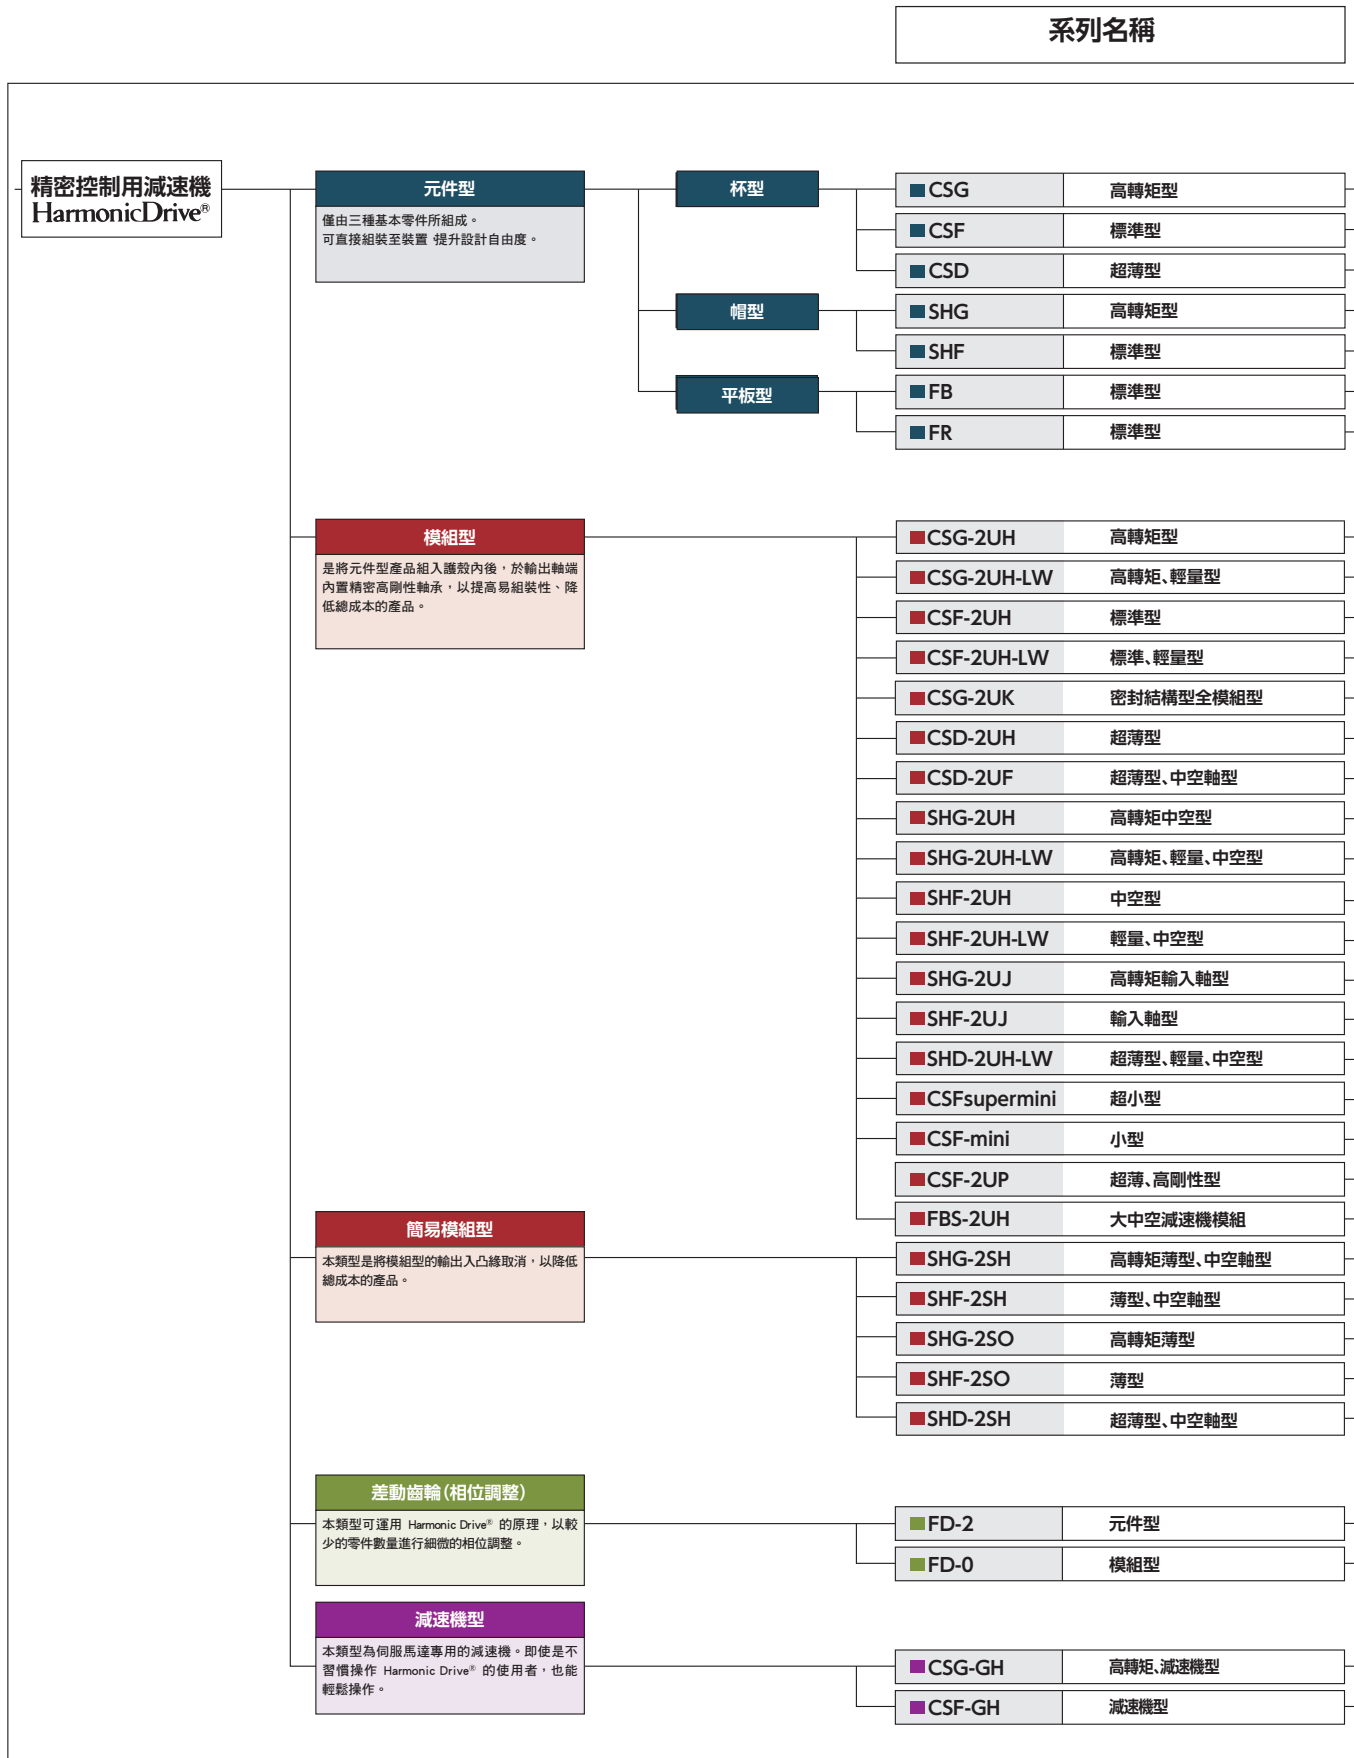 系列名稱
精密控制用減速機
HarmonicDrive®
元件型
僅由三種基本零件所組成。
可直接組裝至裝置，提升設計自由度。
杯型
CSG 高轉矩型
CSF 標準型
CSD 超薄型
帽型
SHG 高轉矩型
SHF 標準型
平板型
FB 標準型
FR 標準型
模組型
是將元件型產品組入護殼內後，於輸出軸端
內置精密高剛性軸承，以提高易組裝性、降
低總成本的產品。
CSG-2UH 高轉矩型
CSG-2UH-LW 高轉矩、輕量型
CSF-2UH 標準型
CSF-2UH-LW 標準、輕量型
CSG-2UK 密封結構型全模組型
CSD-2UH 超薄型
CSD-2UF 超薄型、中空軸型
SHG-2UH 高轉矩中空型
SHG-2UH-LW 高轉矩、輕量、中空型
SHF-2UH 中空型
SHF-2UH-LW 輕量、中空型
SHG-2UJ 高轉矩輸入軸型
SHF-2UJ 輸入軸型
SHD-2UH-LW 超薄型、輕量、中空型
CSFsupermini 超小型
CSF-mini 小型
CSF-2UP 超薄、高剛性型
FBS-2UH 大中空減速機模組
簡易模組型
本類型是將模組型的輸出入凸緣取消，以降低
總成本的產品。
SHG-2SH 高轉矩薄型、中空軸型
SHF-2SH 薄型、中空軸型
SHG-2SO 高轉矩薄型
SHF-2SO 薄型
SHD-2SH 超薄型、中空軸型
差動齒輪（相位調整）
本類型可運用 Harmonic Drive® 的原理，以較
少的零件數量進行細微的相位調整。
FD-2 元件型
FD-0 模組型
減速機型
本類型為伺服馬達專用的減速機。即使是不
習慣操作 Harmonic Drive® 的使用者，也能
輕鬆操作。
CSG-GH 高轉矩、減速機型
CSF-GH 減速機型